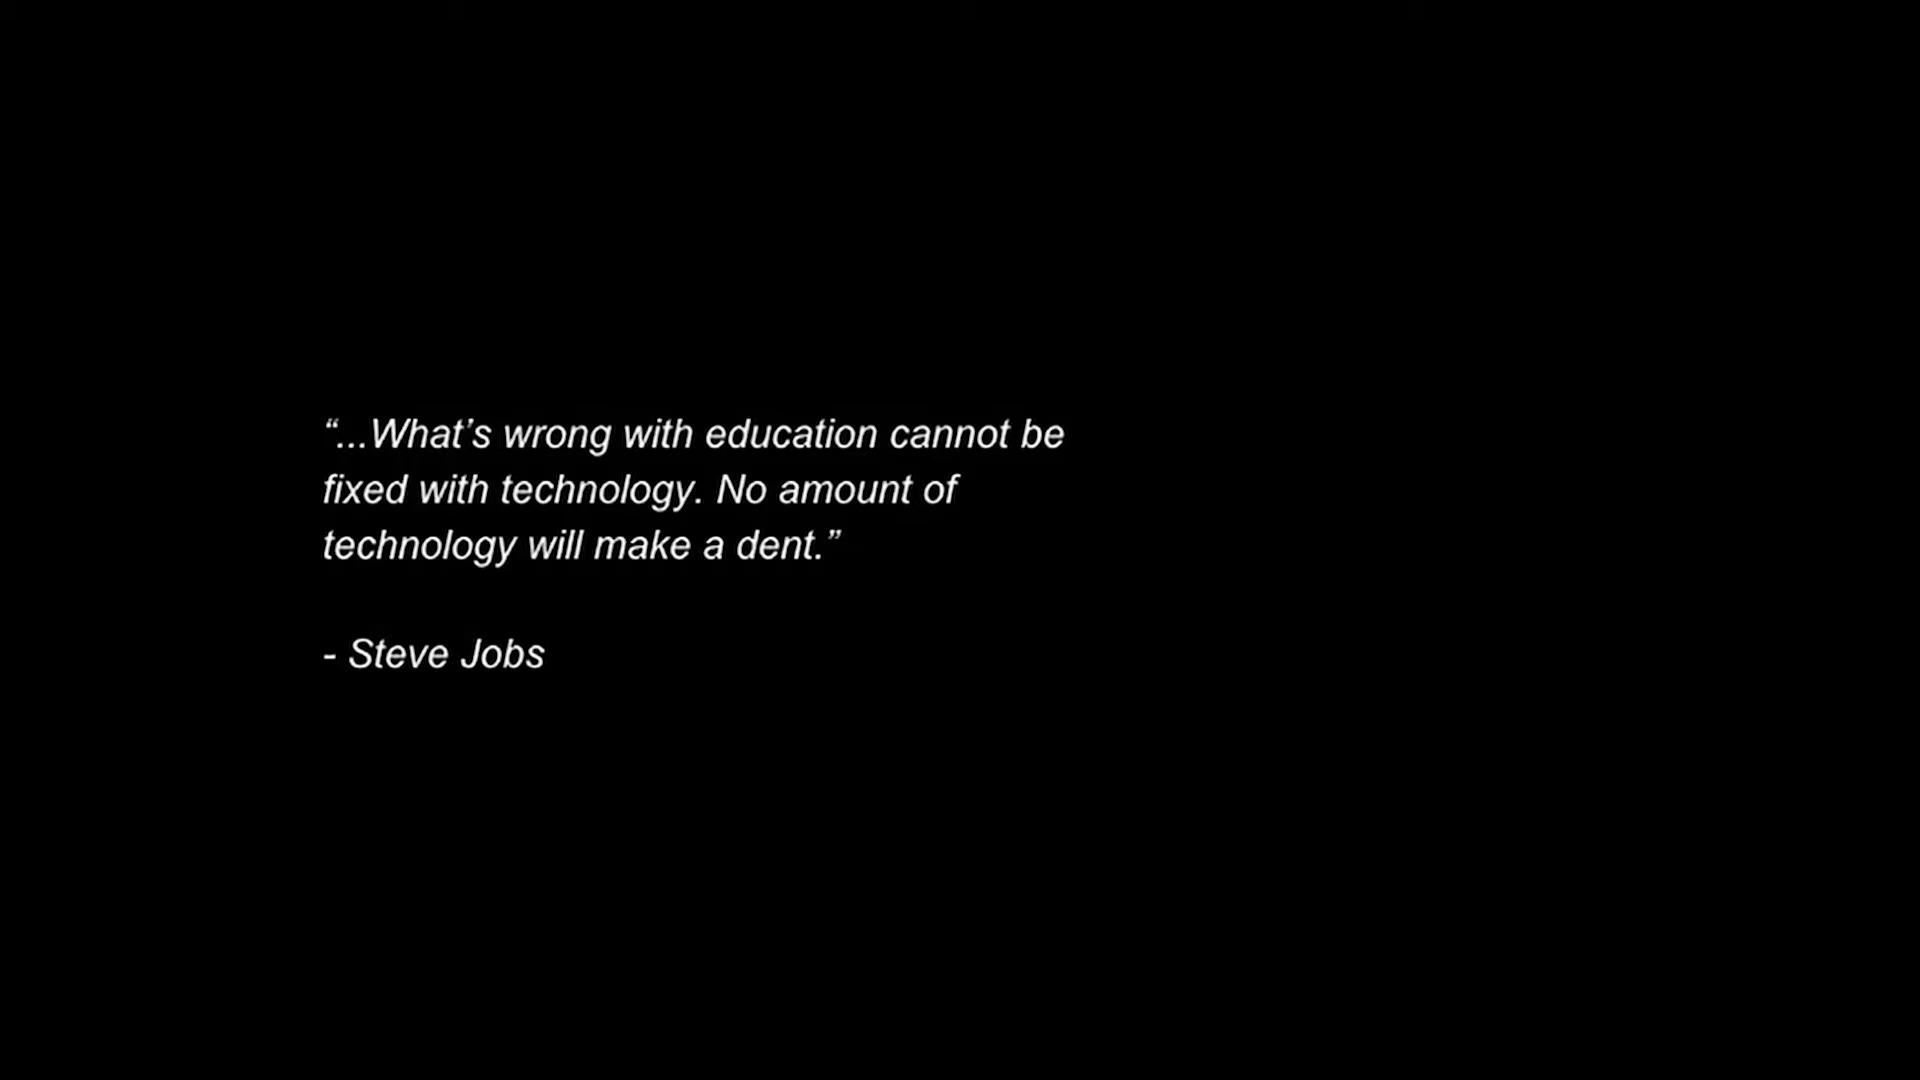 “...What’s wrong with education cannot be
fixed with technology. No amount of
technology will make a dent.”
- Steve Jobs